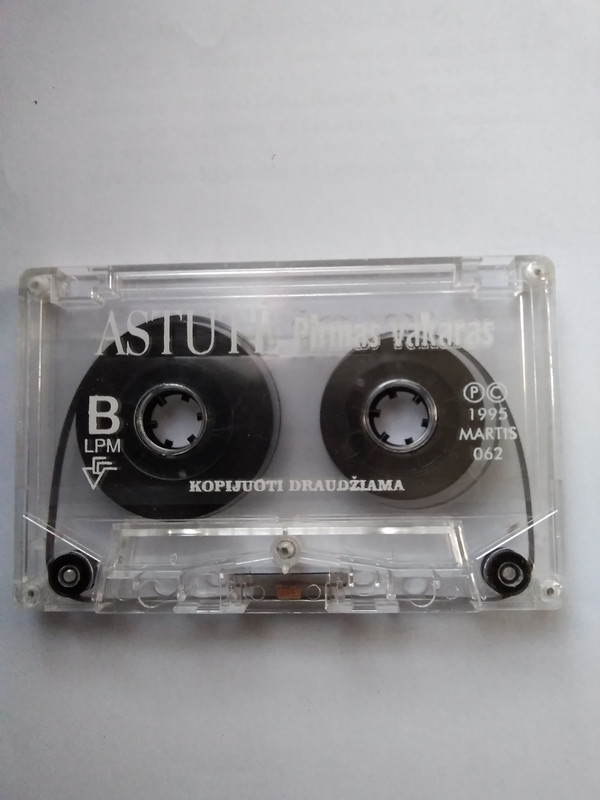 ASTUTĖ Pirmas Vakaras
B
LPM
Ⓟ©
1995
MARTIS
062
KOPIJUOTI DRAUDŽIAMA